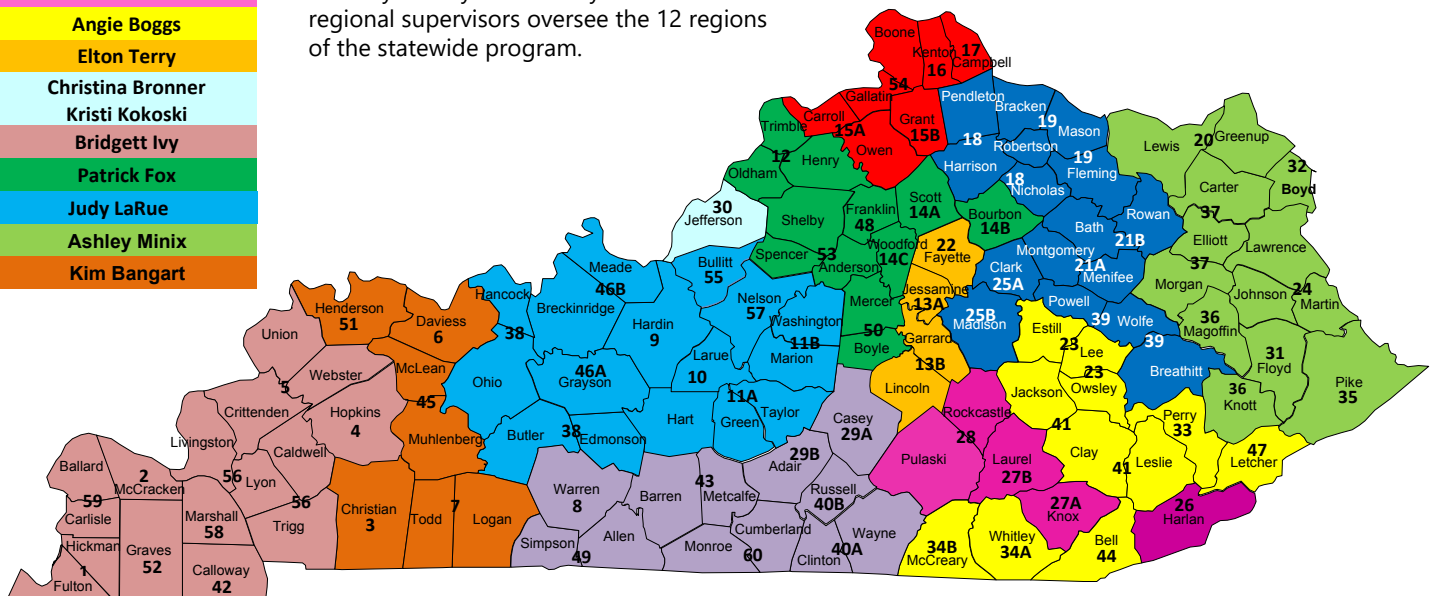 Angie Boggs
Elton Terry
Christina Bronner
Kristi Kokoski
Bridgett Ivy
Patrick Fox
Judy LaRue
Ashley Minix
Kim Bangart
regional supervisors oversee the 12 regions
of the statewide program.
Boone
Kenton
16
17
Campbell
54
Gallatin
Carroll
15A
Grant
15B
Owen
Pendleton
18
Bracken
19
Mason
Robertson
19
Fleming
Harrison
18
Nicholas
Rowan
Bath
21B
Montgomery
21A
Menifee
Clark
25A
Powell
39
Wolfe
39
25B
Madison
Breathitt
Lewis
20
Greenup
32
Boyd
Carter
37
Elliott
Lawrence
37
Morgan
Johnson
24
Martin
36
Magoffin
31
Floyd
Pike
35
36
Knott
Trimble
12
Henry
Oldham
Shelby
Franklin
48
Scott
14A
Bourbon
14B
Woodford
14C
Spencer
53
Anderson
Mercer
50
Boyle
30
Jefferson
22
Fayette
Jessamine
13A
Garrard
13B
Lincoln
Bullitt
55
Meade
46B
Breckinridge
Hancock
38
Nelson
57
Washington
11B
Marion
Hardin
9
Larue
10
46A
Grayson
Ohio
11A
Green
Taylor
Hart
Butler
38
Edmonson
Henderson
51
Daviess
6
McLean
45
Muhlenberg
Christian
3
Todd
7
Logan
Union
Webster
5
Crittenden
Hopkins
4
Livingston
Caldwell
56
Lyon
56
Trigg
Ballard
2
McCracken
59
Carlisle
Marshall
58
Hickman
1
Fulton
Graves
52
Calloway
42
Casey
29A
29B
Adair
Warren
8
Barren
43
Metcalfe
Russell
40B
Simpson
49
Allen
Monroe
Cumberland
60
Clinton
40A
Wayne
Estill
23
Lee
23
Owsley
Jackson
41
Clay
41
Leslie
Perry
33
47
Letcher
34B
McCreary
Whitley
34A
Bell
44
Rockcastle
28
Pulaski
Laurel
27B
27A
Knox
26
Harlan